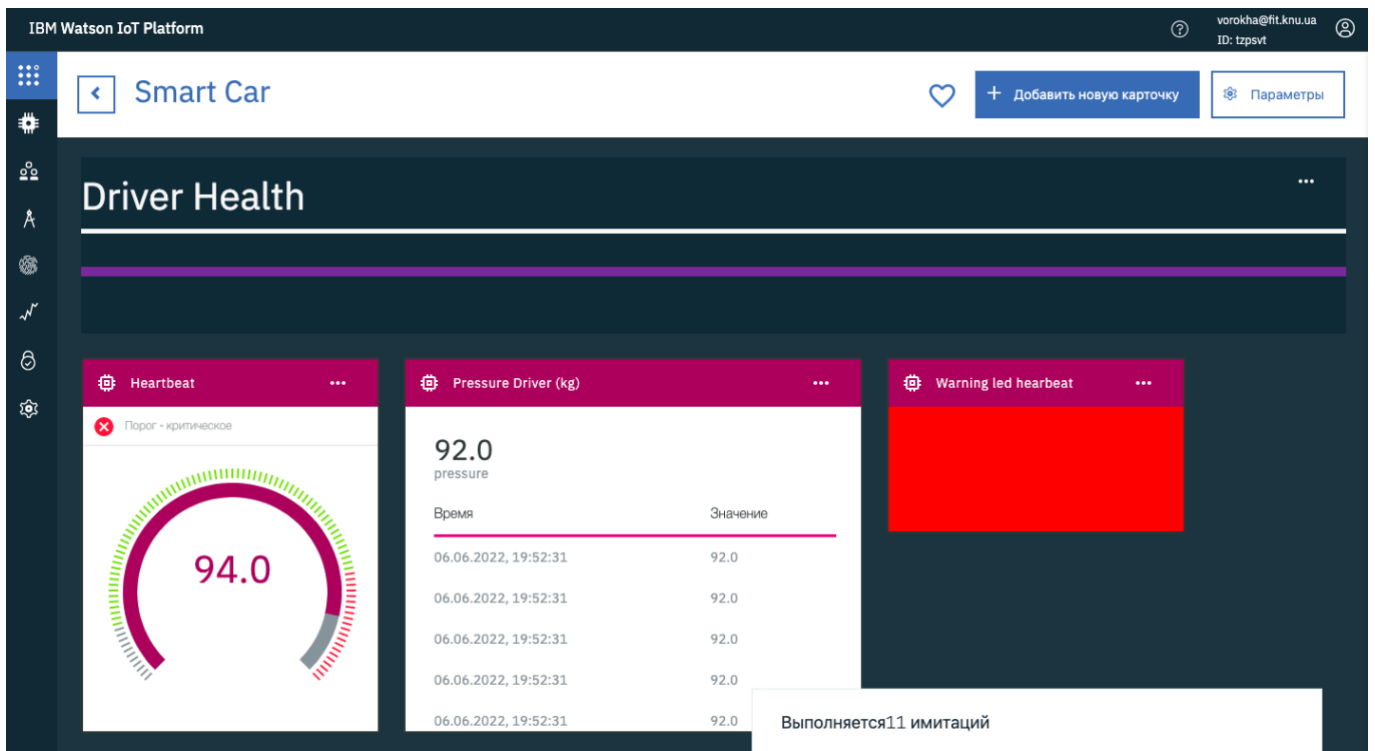 IBM Watson IoT Platform
vorokha@fit.knu.ua
ID: tzpsvt
Smart Car
+ Добавить новую карточку
Параметры
Driver Health
Heartbeat
Порог - критическое
94.0
Pressure Driver (kg)
92.0
pressure
Время Значение
06.06.2022, 19:52:31 92.0
06.06.2022, 19:52:31 92.0
06.06.2022, 19:52:31 92.0
06.06.2022, 19:52:31 92.0
06.06.2022, 19:52:31 92.0
Warning led hearbeat
Выполняется11 имитаций